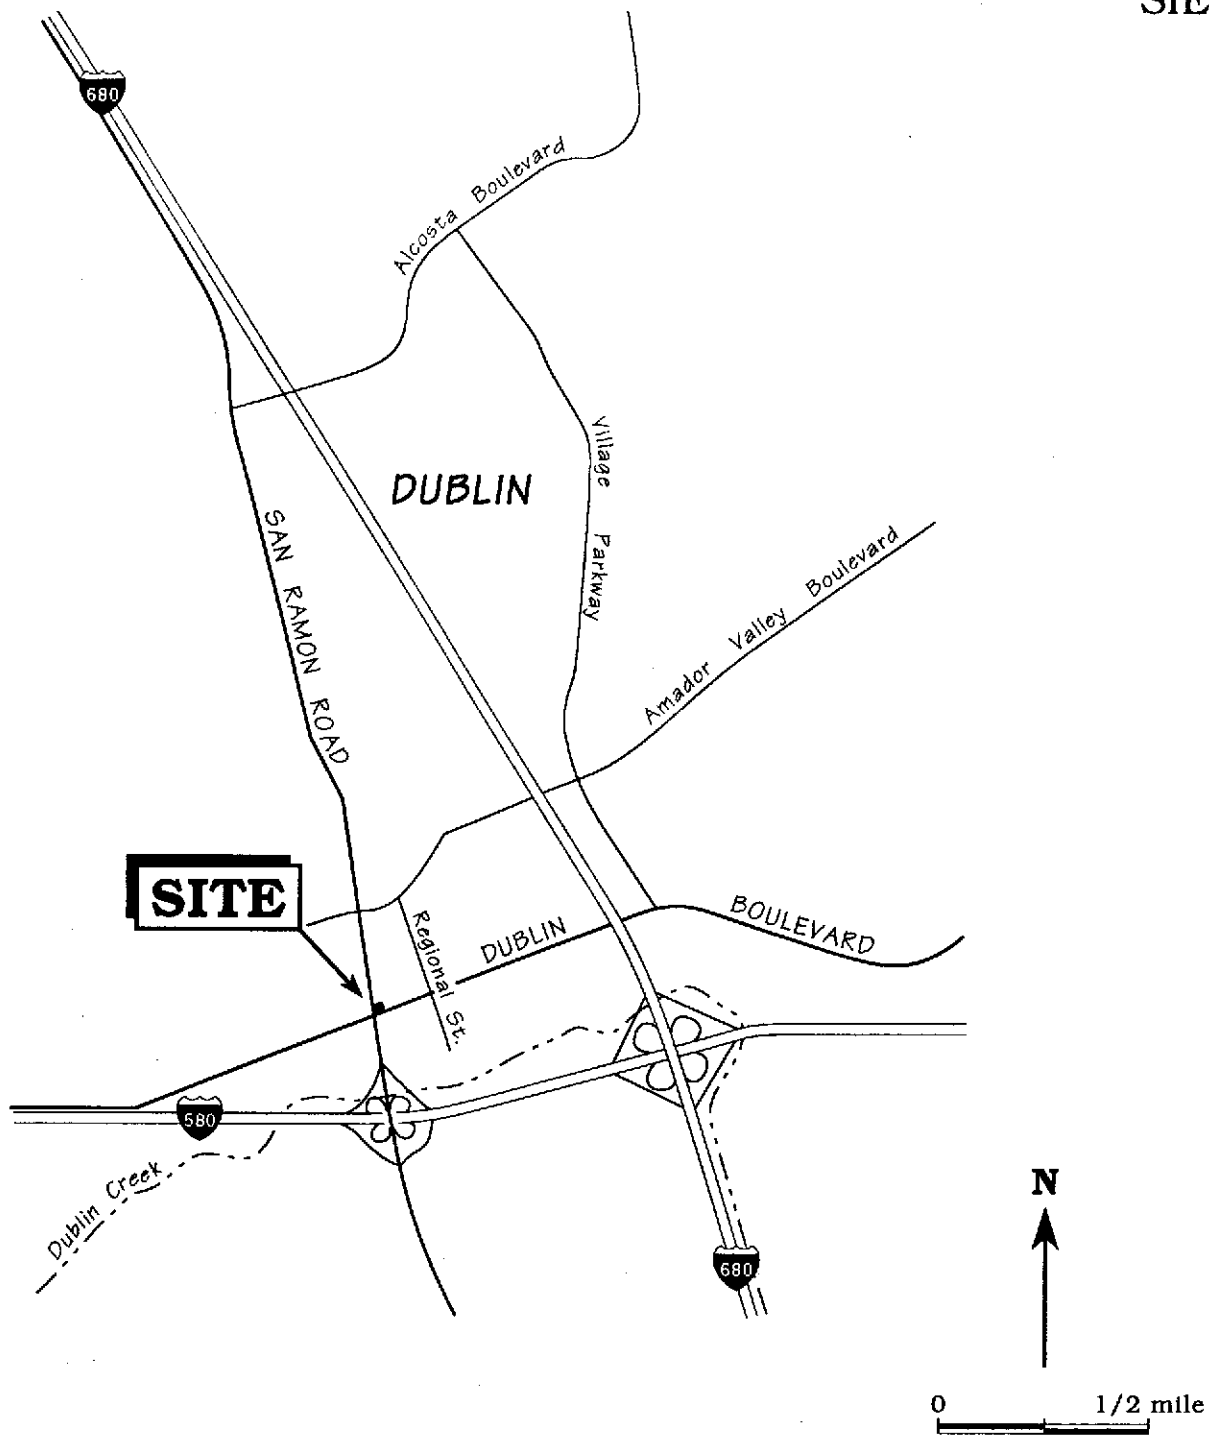 SIE
680
Alcosta Boulevard
Village Parkway
DUBLIN
SAN RAMON ROAD
Amador Valley Boulevard
SITE
Regional St.
DUBLIN BOULEVARD
580
Dublin Creek
680
N
0 1/2 mile